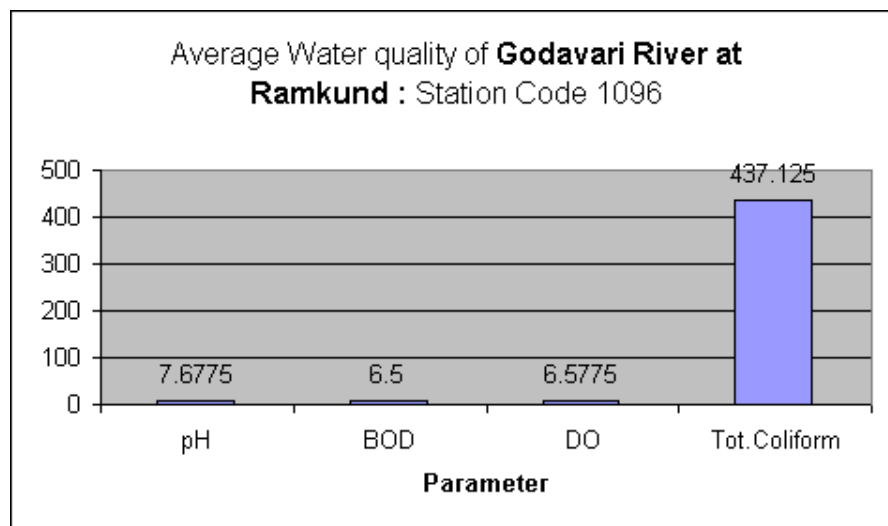 Average Water quality of Godavari River at
Ramkund : Station Code 1096
500
400
300
200
100
0
437.125
7.6775
6.5
6.5775
pH
BOD
DO
Tot.Coliform
Parameter